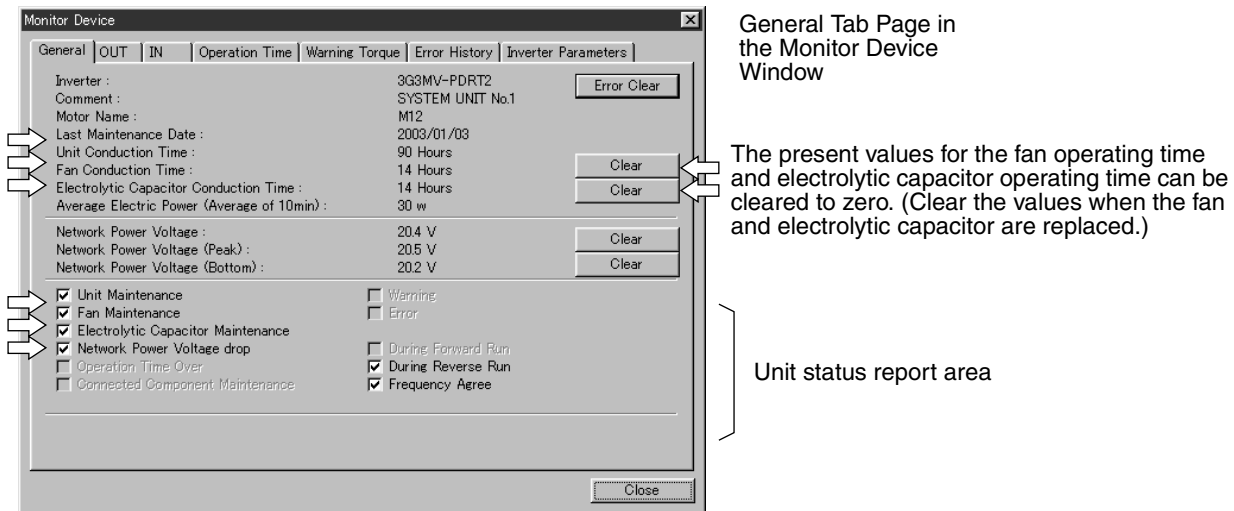 Monitor Device
General OUT IN Operation Time Warning Torque Error History Inverter Parameters
Inverter : 3G3MV-PDRT2 Error Clear
Comment : SYSTEM UNIT No.1
Motor Name : M12
Last Maintenance Date : 2003/01/03
Unit Conduction Time : 90 Hours
Fan Conduction Time : 14 Hours Clear
Electrolytic Capacitor Conduction Time : 14 Hours Clear
Average Electric Power (Average of 10min) : 30 w
Network Power Voltage : 20.4 V Clear
Network Power Voltage (Peak) : 20.5 V
Network Power Voltage (Bottom) : 20.2 V Clear
Unit Maintenance Warning
Fan Maintenance Error
Electrolytic Capacitor Maintenance
Network Power Voltage drop During Forward Run
Operation Time Over During Reverse Run
Connected Component Maintenance Frequency Agree
Close
General Tab Page in
the Monitor Device
Window
The present values for the fan operating time
and electrolytic capacitor operating time can be
cleared to zero. (Clear the values when the fan
and electrolytic capacitor are replaced.)
Unit status report area